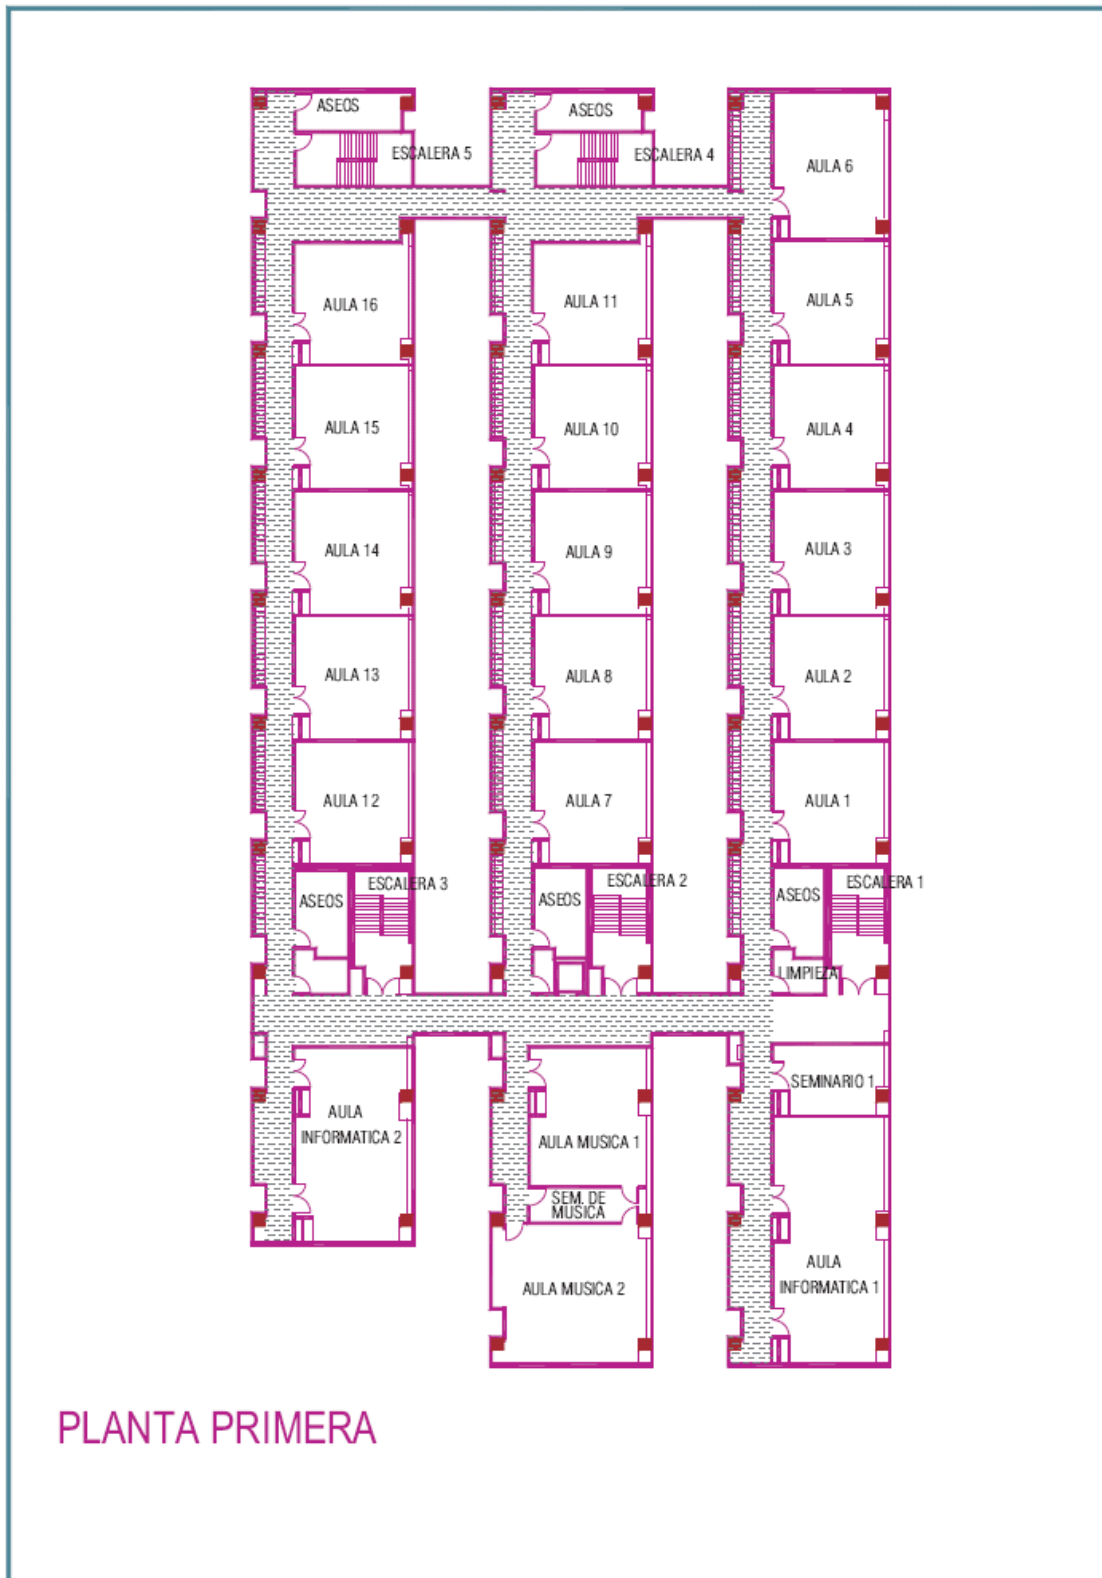 ASEOS
ASEOS
ESCALERA 5
ESCALERA 4
AULA 6
AULA 16
AULA 11
AULA 5
AULA 15
AULA 10
AULA 4
AULA 14
AULA 9
AULA 3
AULA 13
AULA 8
AULA 2
AULA 12
AULA 7
AULA 1
ESCALERA 3
ESCALERA 2
ESCALERA 1
ASEOS
ASEOS
ASEOS
LIMPIEZA
SEMINARIO 1
AULA
INFORMATICA 2
AULA MUSICA 1
SEM. DE
MUSICA
AULA MUSICA 2
AULA
INFORMATICA 1
PLANTA PRIMERA